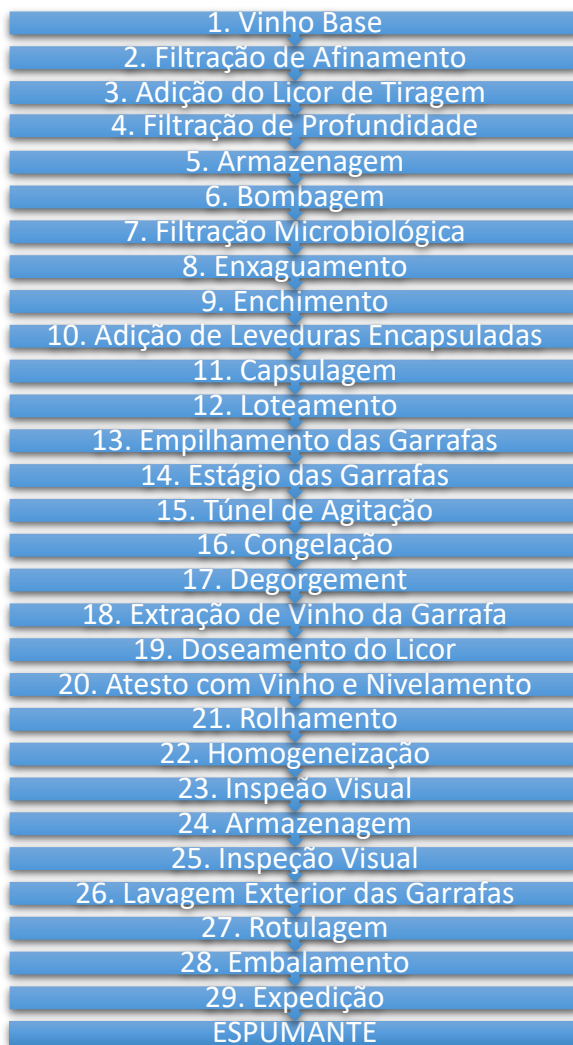 1. Vinho Base
2. Filtração de Afinamento
3. Adição do Licor de Tiragem
4. Filtração de Profundidade
5. Armazenagem
6. Bombagem
7. Filtração Microbiológica
8. Enxaguamento
9. Enchimento
10. Adição de Leveduras Encapsuladas
11. Capsulagem
12. Loteamento
13. Empilhamento das Garrafas
14. Estágio das Garrafas
15. Túnel de Agitação
16. Congelação
17. Degorgement
18. Extração de Vinho da Garrafa
19. Doseamento do Licor
20. Atesto com Vinho e Nivelamento
21. Rolhamento
22. Homogeneização
23. Inspeão Visual
24. Armazenagem
25. Inspeção Visual
26. Lavagem Exterior das Garrafas
27. Rotulagem
28. Embalamento
29. Expedição
ESPUMANTE